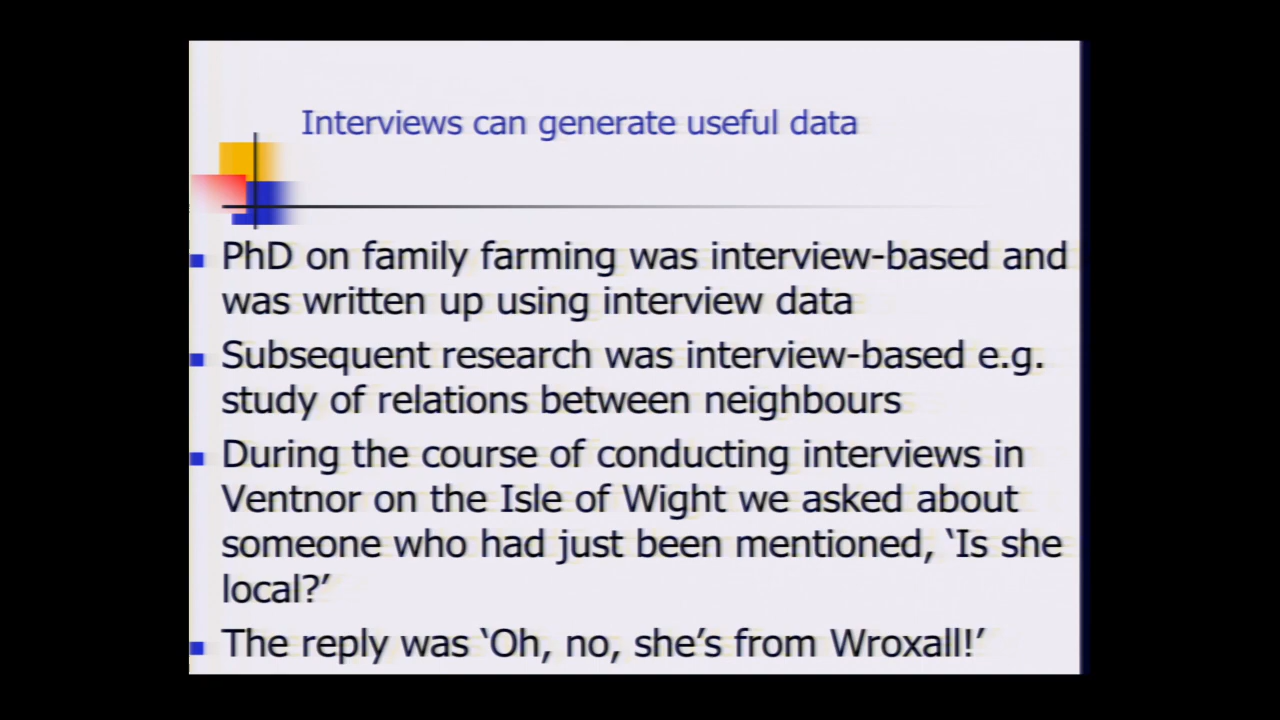 Interviews can generate useful data
PhD on family farming was interview-based and
was written up using interview data
Subsequent research was interview-based e.g.
study of relations between neighbours
During the course of conducting interviews in
Ventnor on the Isle of Wight we asked about
someone who had just been mentioned, ‘Is she
local?’
The reply was ‘Oh, no, she’s from Wroxall!’